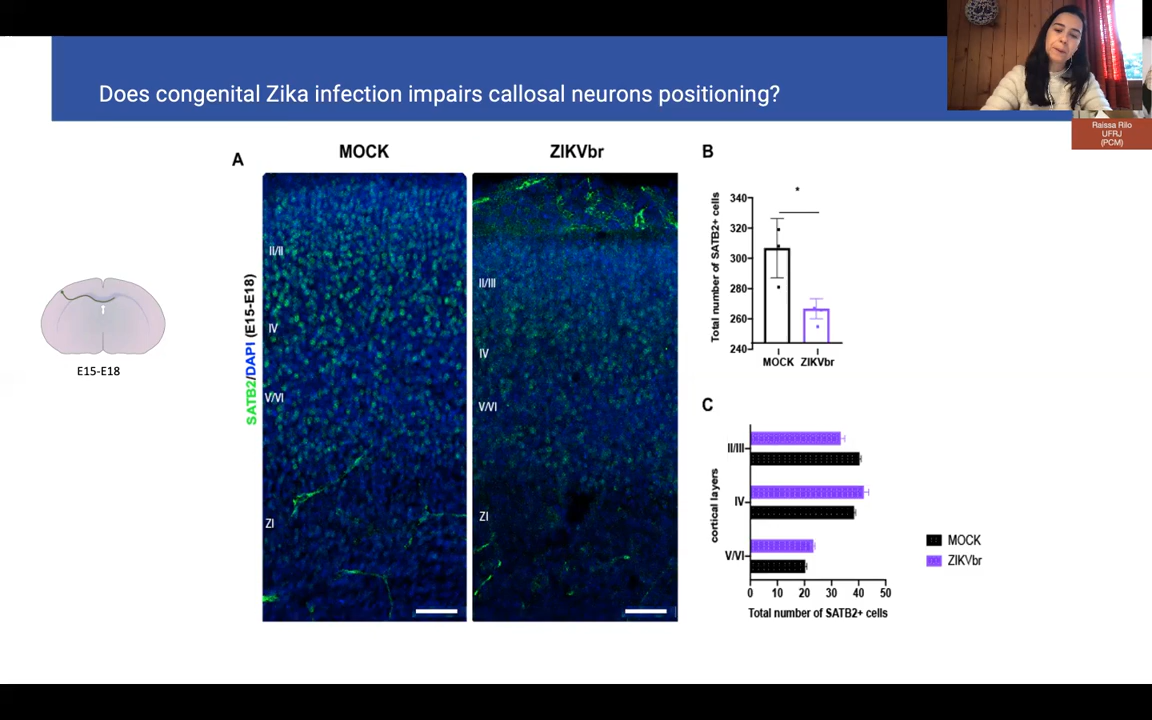 Does congenital Zika infection impairs callosal neurons positioning?
Raissa Rilo
UFRJ
(PCM)
A
MOCK
ZIKVbr
SATB2/DAPI (E15-E18)
II/II
IV
V/VI
ZI
II/III
IV
V/VI
ZI
E15-E18
B
*
Total number of SATB2+ cells
340
320
300
280
260
240
MOCK
ZIKVbr
C
cortical layers
II/III
IV
V/VI
0 10 20 30 40 50
Total number of SATB2+ cells
MOCK
ZIKVbr